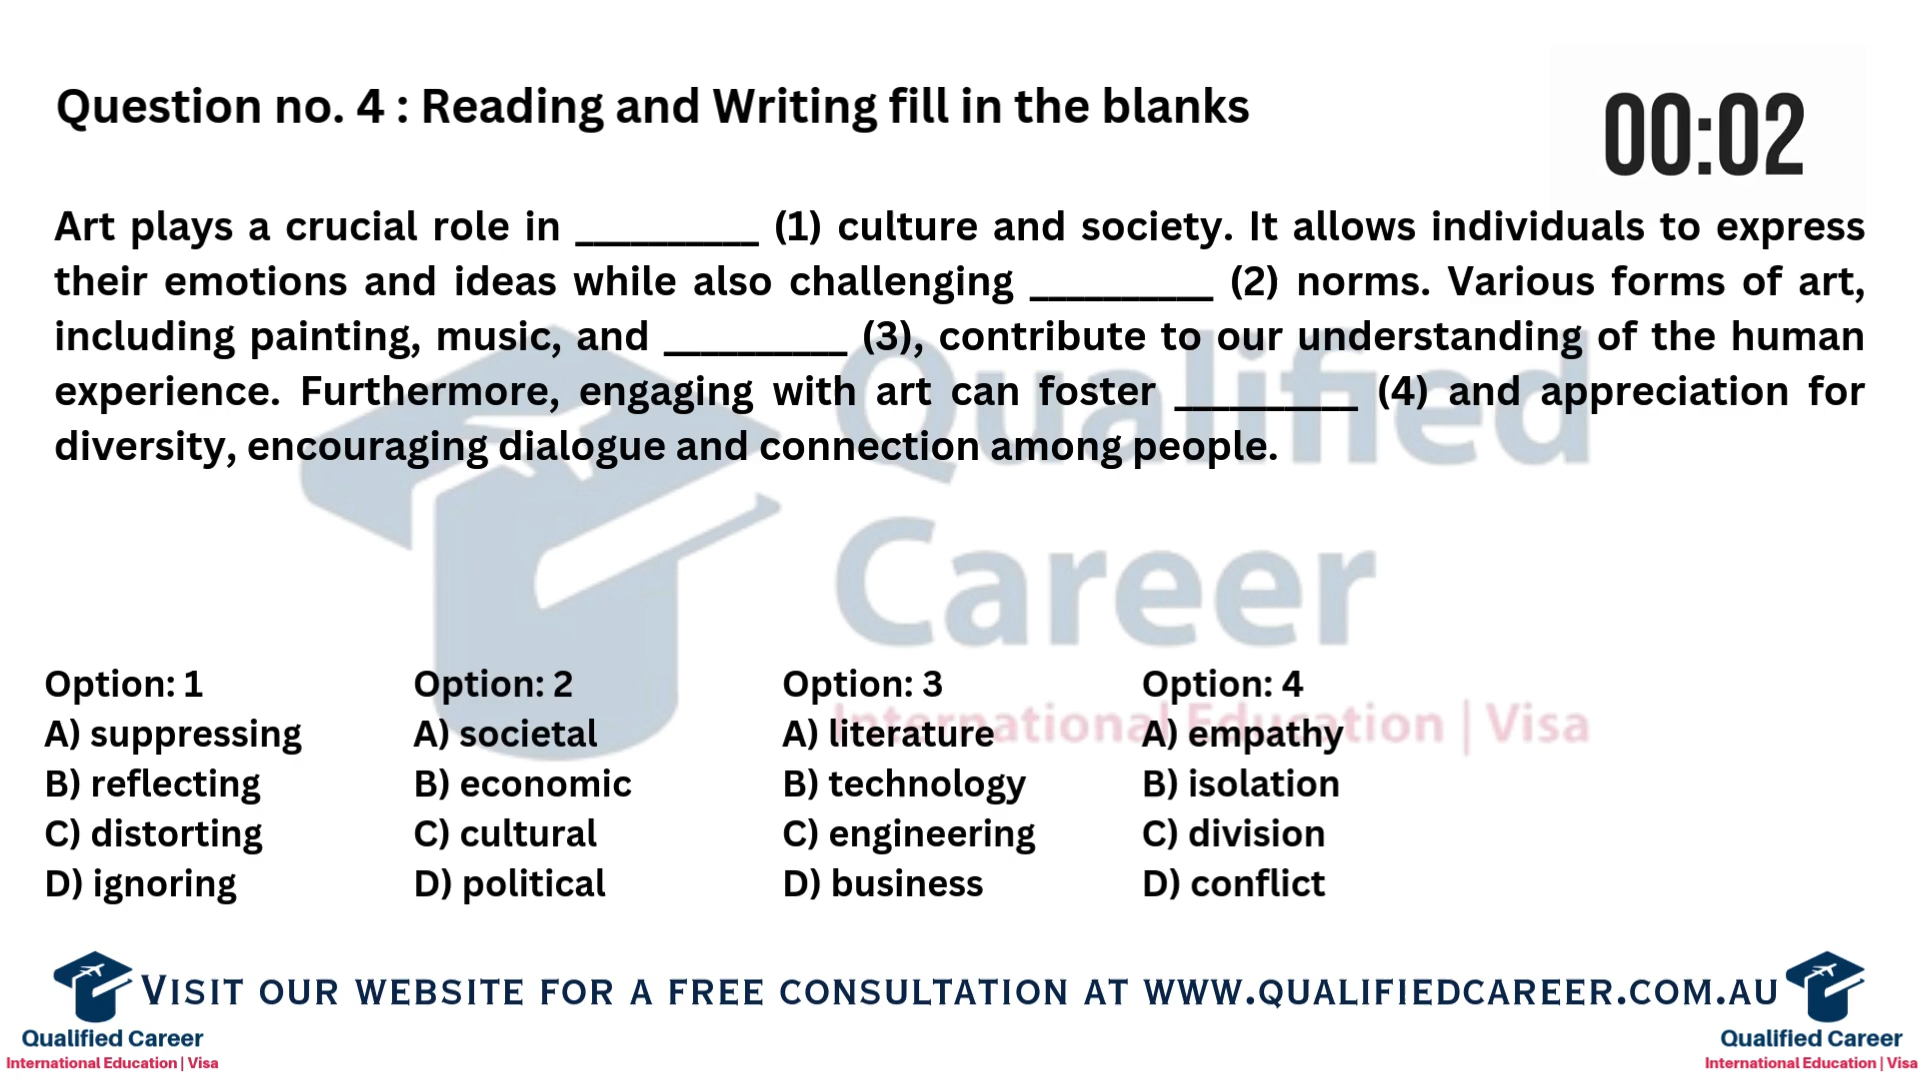 Question no. 4 : Reading and Writing fill in the blanks
00:02
Art plays a crucial role in __________ (1) culture and society. It allows individuals to express
their emotions and ideas while also challenging __________ (2) norms. Various forms of art,
including painting, music, and __________ (3), contribute to our understanding of the human
experience. Furthermore, engaging with art can foster __________ (4) and appreciation for
diversity, encouraging dialogue and connection among people.
Qualified
Career
International Education | Visa
Option: 1
A) suppressing
B) reflecting
C) distorting
D) ignoring
Option: 2
A) societal
B) economic
C) cultural
D) political
Option: 3
A) literature
B) technology
C) engineering
D) business
Option: 4
A) empathy
B) isolation
C) division
D) conflict
VISIT OUR WEBSITE FOR A FREE CONSULTATION AT WWW.QUALIFIEDCAREER.COM.AU
Qualified Career
International Education | Visa
Qualified Career
International Education | Visa